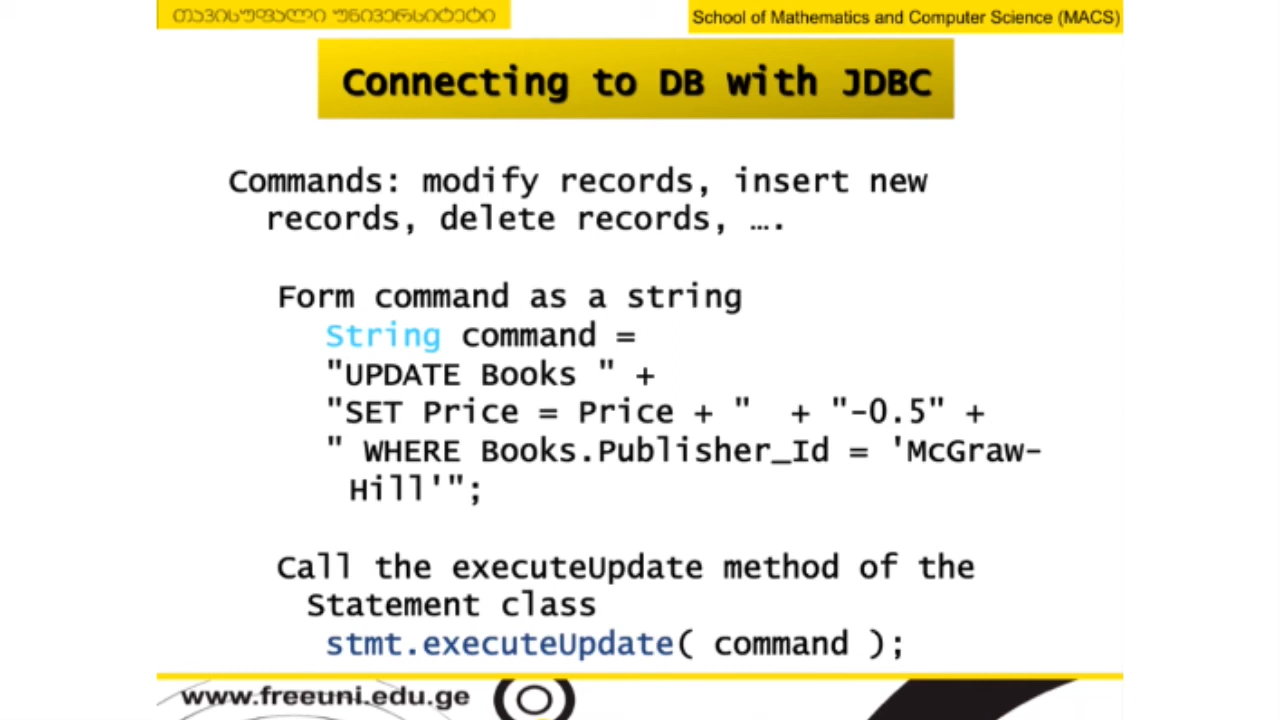 თავისუფალი უნივერსიტეტი
School of Mathematics and Computer Science (MACS)
Connecting to DB with JDBC
Commands: modify records, insert new
records, delete records, ….
Form command as a string
String command =
"UPDATE Books " +
"SET Price = Price + "  + "-0.5" +
" WHERE Books.Publisher_Id = 'McGraw-
Hill'";
Call the executeUpdate method of the
Statement class
stmt.executeUpdate( command );
www.freeuni.edu.ge